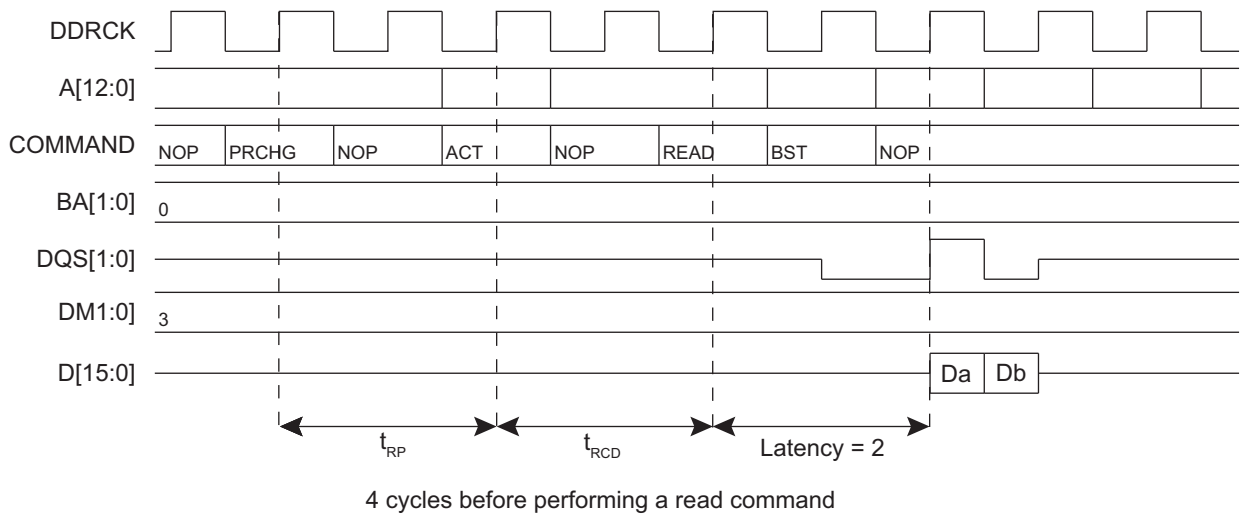 DDRCK
A[12:0]
COMMAND NOP PRCHG NOP ACT NOP READ BST NOP
BA[1:0] 0
DQS[1:0]
DM1:0] 3
D[15:0] Da Db
tRP tRCD Latency = 2
4 cycles before performing a read command